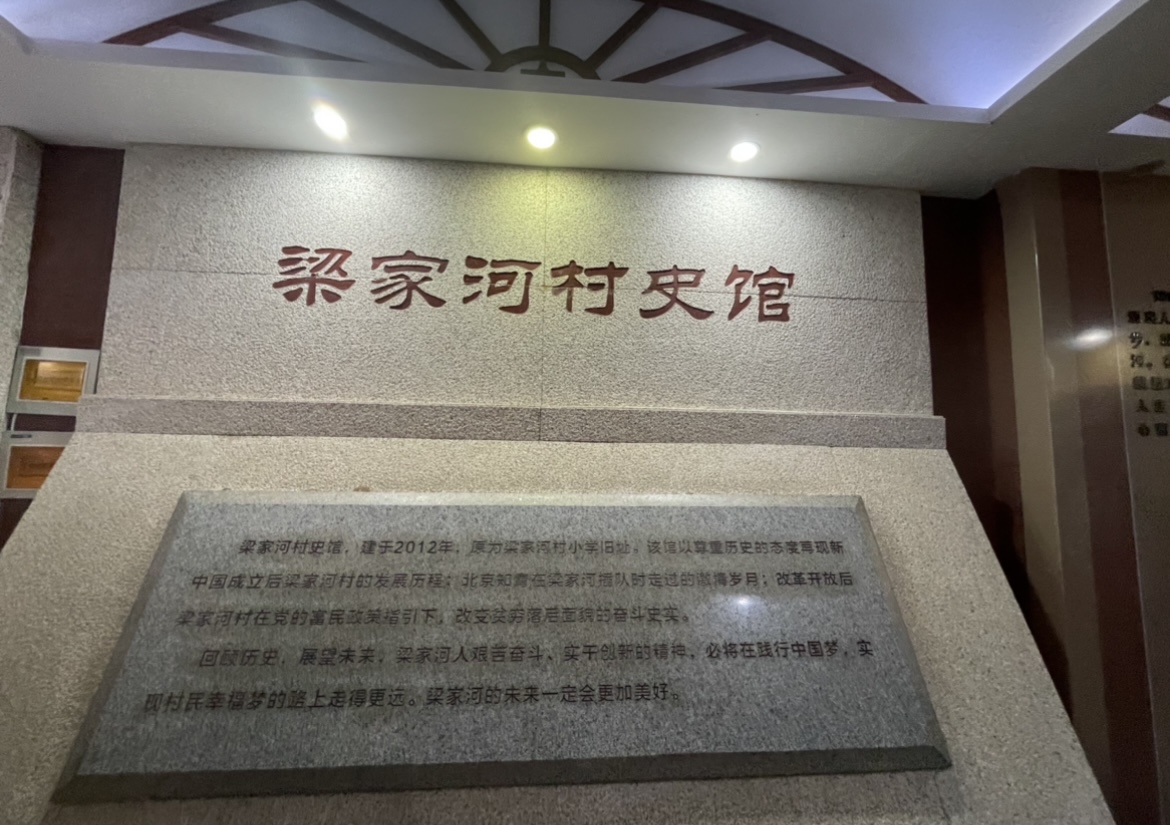 梁家河村史馆
梁家河村史馆，建于2012年，原为梁家河村小学旧址。该馆以尊重历史的态度再现新
中国成立后梁家河村的发展历程；北京知青在梁家河插队时走过的激情岁月；改革开放后
梁家河村在党的富民政策指引下，改变贫穷落后面貌的奋斗史实。
回顾历史，展望未来，梁家河人艰苦奋斗、实干创新的精神，必将在践行中国梦，实
现村民幸福梦的路上走得更远。梁家河的未来一定会更加美好。